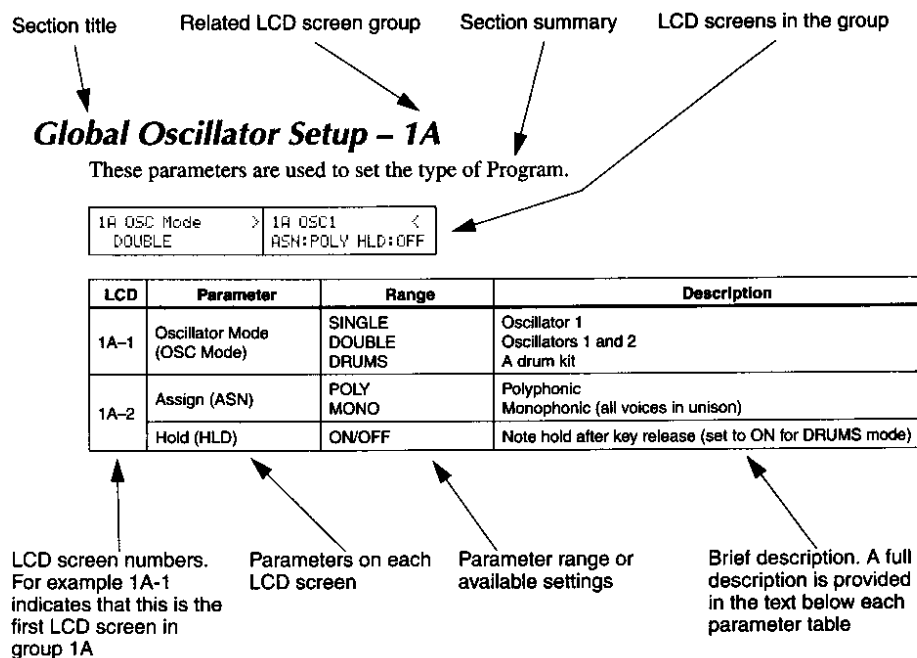 Section title Related LCD screen group Section summary LCD screens in the group
Global Oscillator Setup – 1A
These parameters are used to set the type of Program.
1A OSC Mode > 1A OSC1 <
DOUBLE ASN:POLY HLD:OFF
LCD Parameter Range Description
1A–1 Oscillator Mode (OSC Mode) SINGLE Oscillator 1
DOUBLE Oscillators 1 and 2
DRUMS A drum kit
1A–2 Assign (ASN) POLY Polyphonic
MONO Monophonic (all voices in unison)
Hold (HLD) ON/OFF Note hold after key release (set to ON for DRUMS mode)
LCD screen numbers.
For example 1A-1
indicates that this is the
first LCD screen in
group 1A
Parameters on each
LCD screen
Parameter range or
available settings
Brief description. A full
description is provided
in the text below each
parameter table